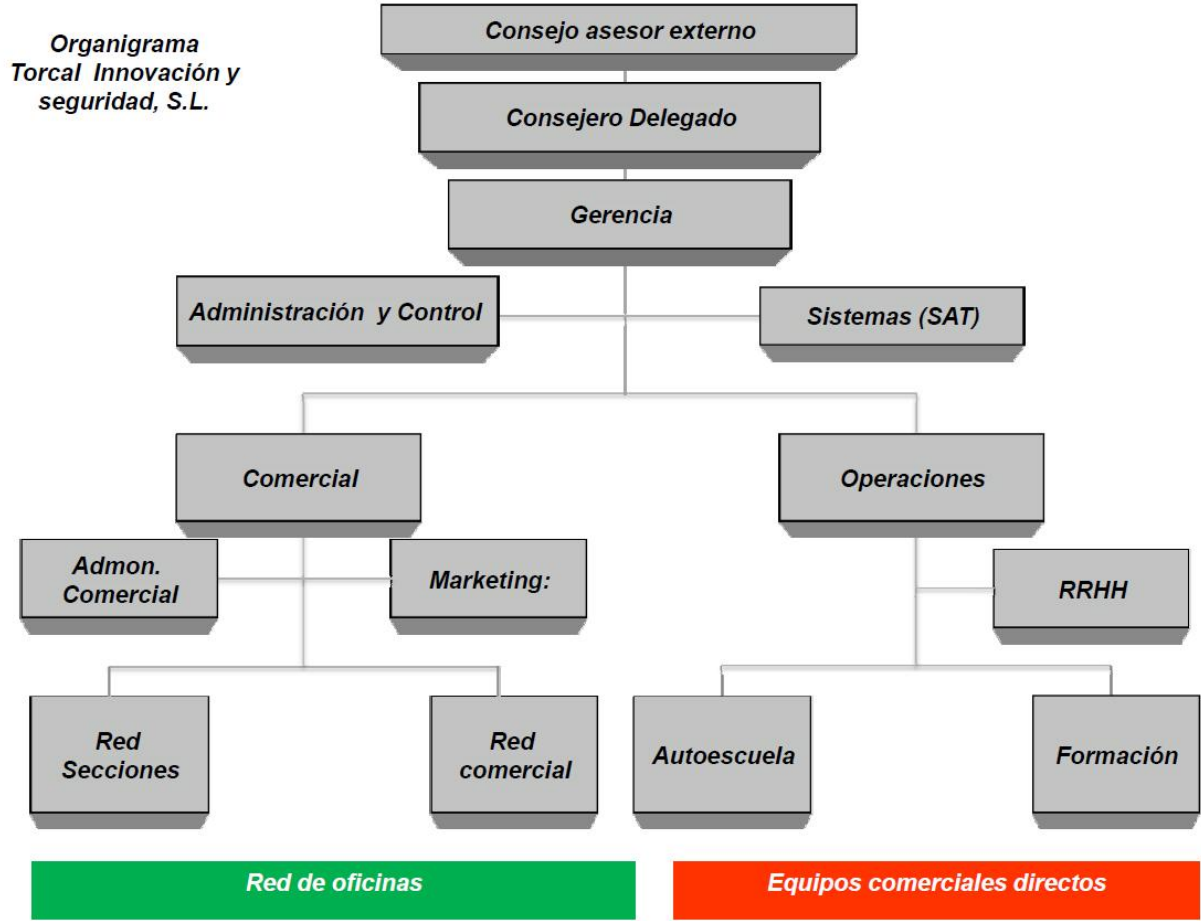 Organigrama
Torcal Innovación y
seguridad, S.L.
Consejo asesor externo
Consejero Delegado
Gerencia
Administración y Control
Sistemas (SAT)
Comercial
Operaciones
Admon.
Comercial
Marketing:
RRHH
Red
Secciones
Red
comercial
Autoescuela
Formación
Red de oficinas
Equipos comerciales directos